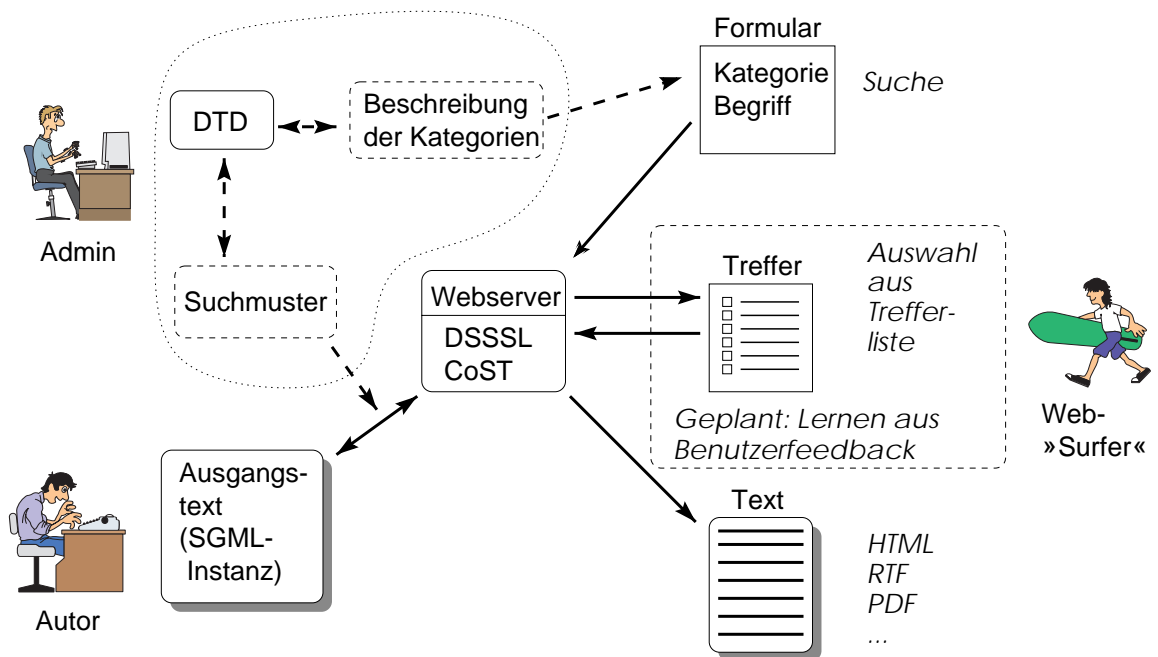 Formular
Kategorie
Begriff
Suche
DTD
Beschreibung
der Kategorien
Admin
Suchmuster
Webserver
DSSSL
CoST
Treffer
Auswahl
aus
Treffer-
liste
Geplant: Lernen aus
Benutzerfeedback
Web-
»Surfer«
Ausgangs-
text
(SGML-
Instanz)
Autor
Text
HTML
RTF
PDF
...